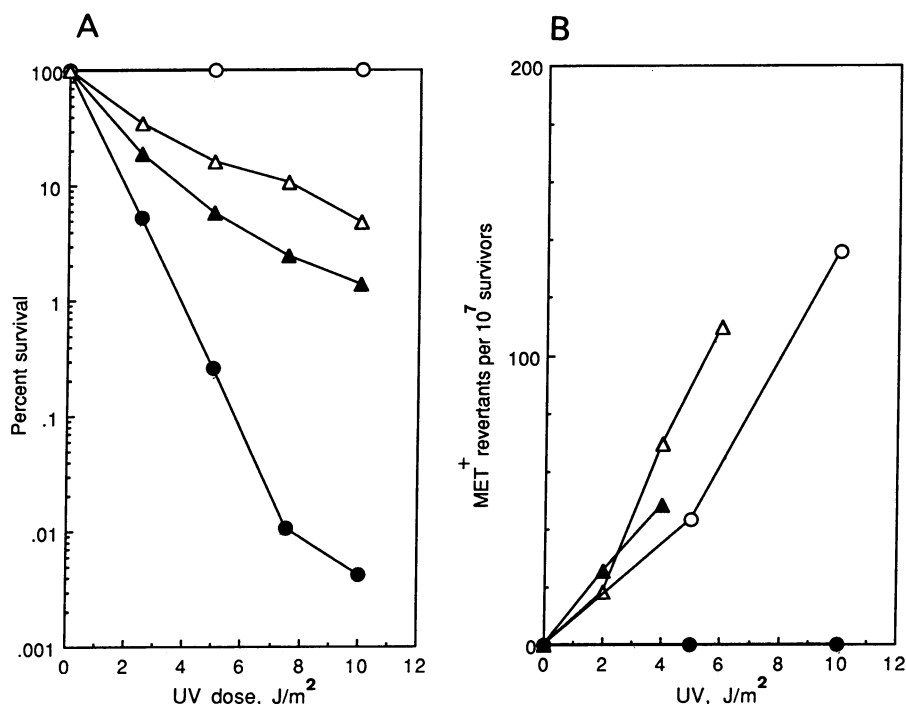 A
B
Percent survival
100
10
1
.1
.01
.001
0 2 4 6 8 10 12
UV dose, J/m²
MET⁺ revertants per 10⁷ survivors
200
100
0
0 2 4 6 8 10 12
UV, J/m²